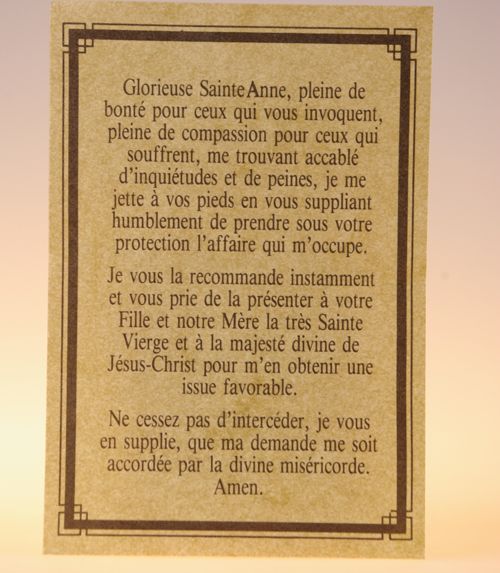 Glorieuse Sainte Anne, pleine de
bonté pour ceux qui vous invoquent,
pleine de compassion pour ceux qui
souffrent, me trouvant accablé
d'inquiétudes et de peines, je me
jette à vos pieds en vous suppliant
humblement de prendre sous votre
protection l'affaire qui m'occupe.
Je vous la recommande instamment
et vous prie de la présenter à votre
Fille et notre Mère la très Sainte
Vierge et à la majesté divine de
Jésus-Christ pour m'en obtenir une
issue favorable.
Ne cessez pas d'intercéder, je vous
en supplie, que ma demande me soit
accordée par la divine miséricorde.
Amen.